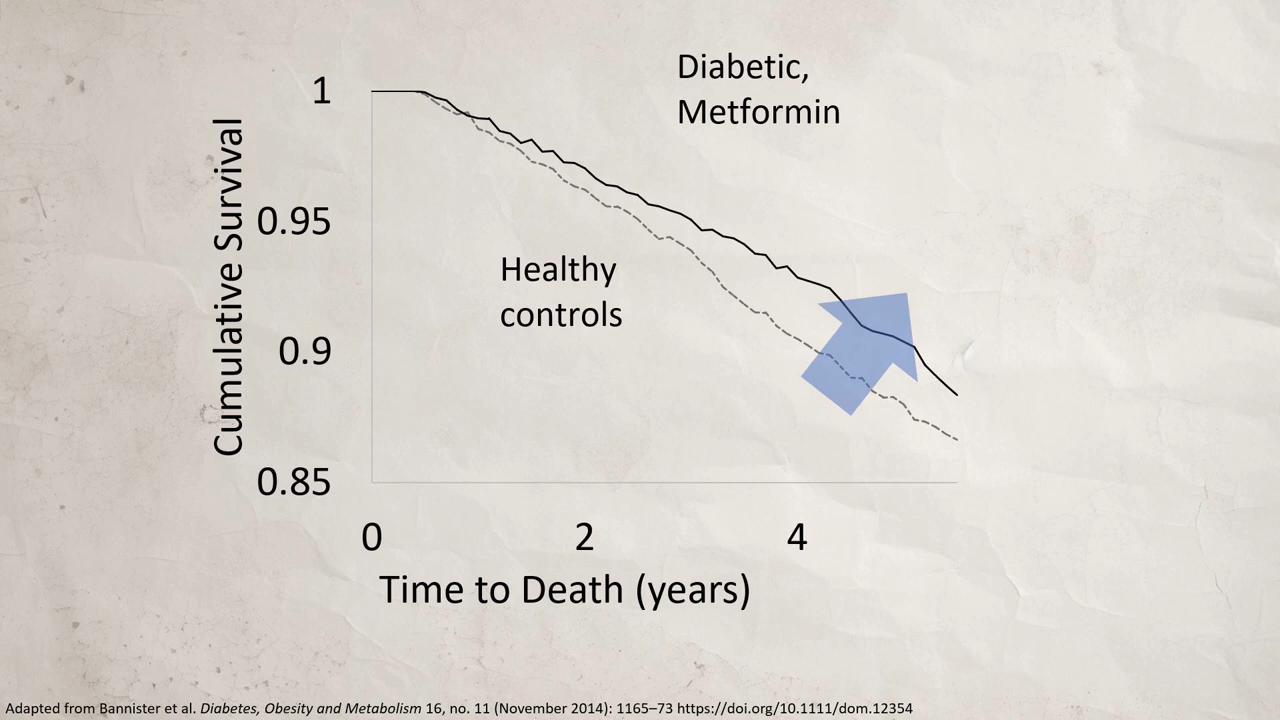 Diabetic,
Metformin
1
0.95
0.9
0.85
Cumulative Survival
Healthy
controls
0 2 4
Time to Death (years)
Adapted from Bannister et al. Diabetes, Obesity and Metabolism 16, no. 11 (November 2014): 1165–73 https://doi.org/10.1111/dom.12354